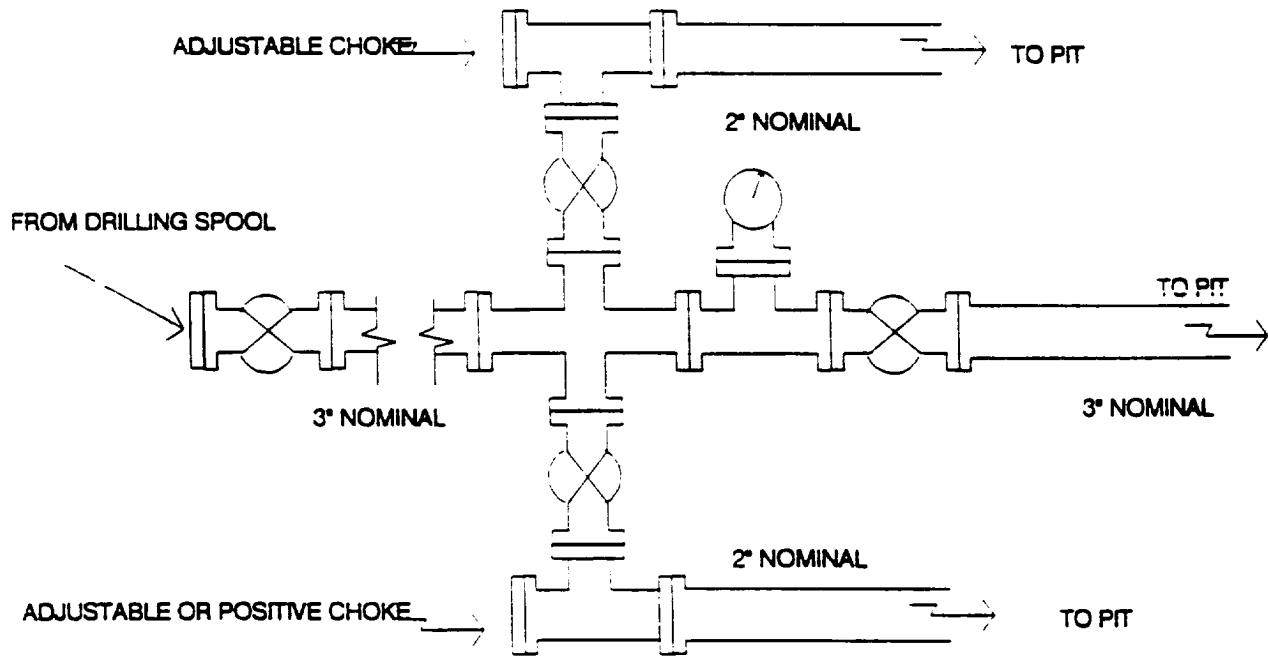 ADJUSTABLE CHOKE
TO PIT
2" NOMINAL
FROM DRILLING SPOOL
TO PIT
3" NOMINAL
3" NOMINAL
2" NOMINAL
ADJUSTABLE OR POSITIVE CHOKE
TO PIT